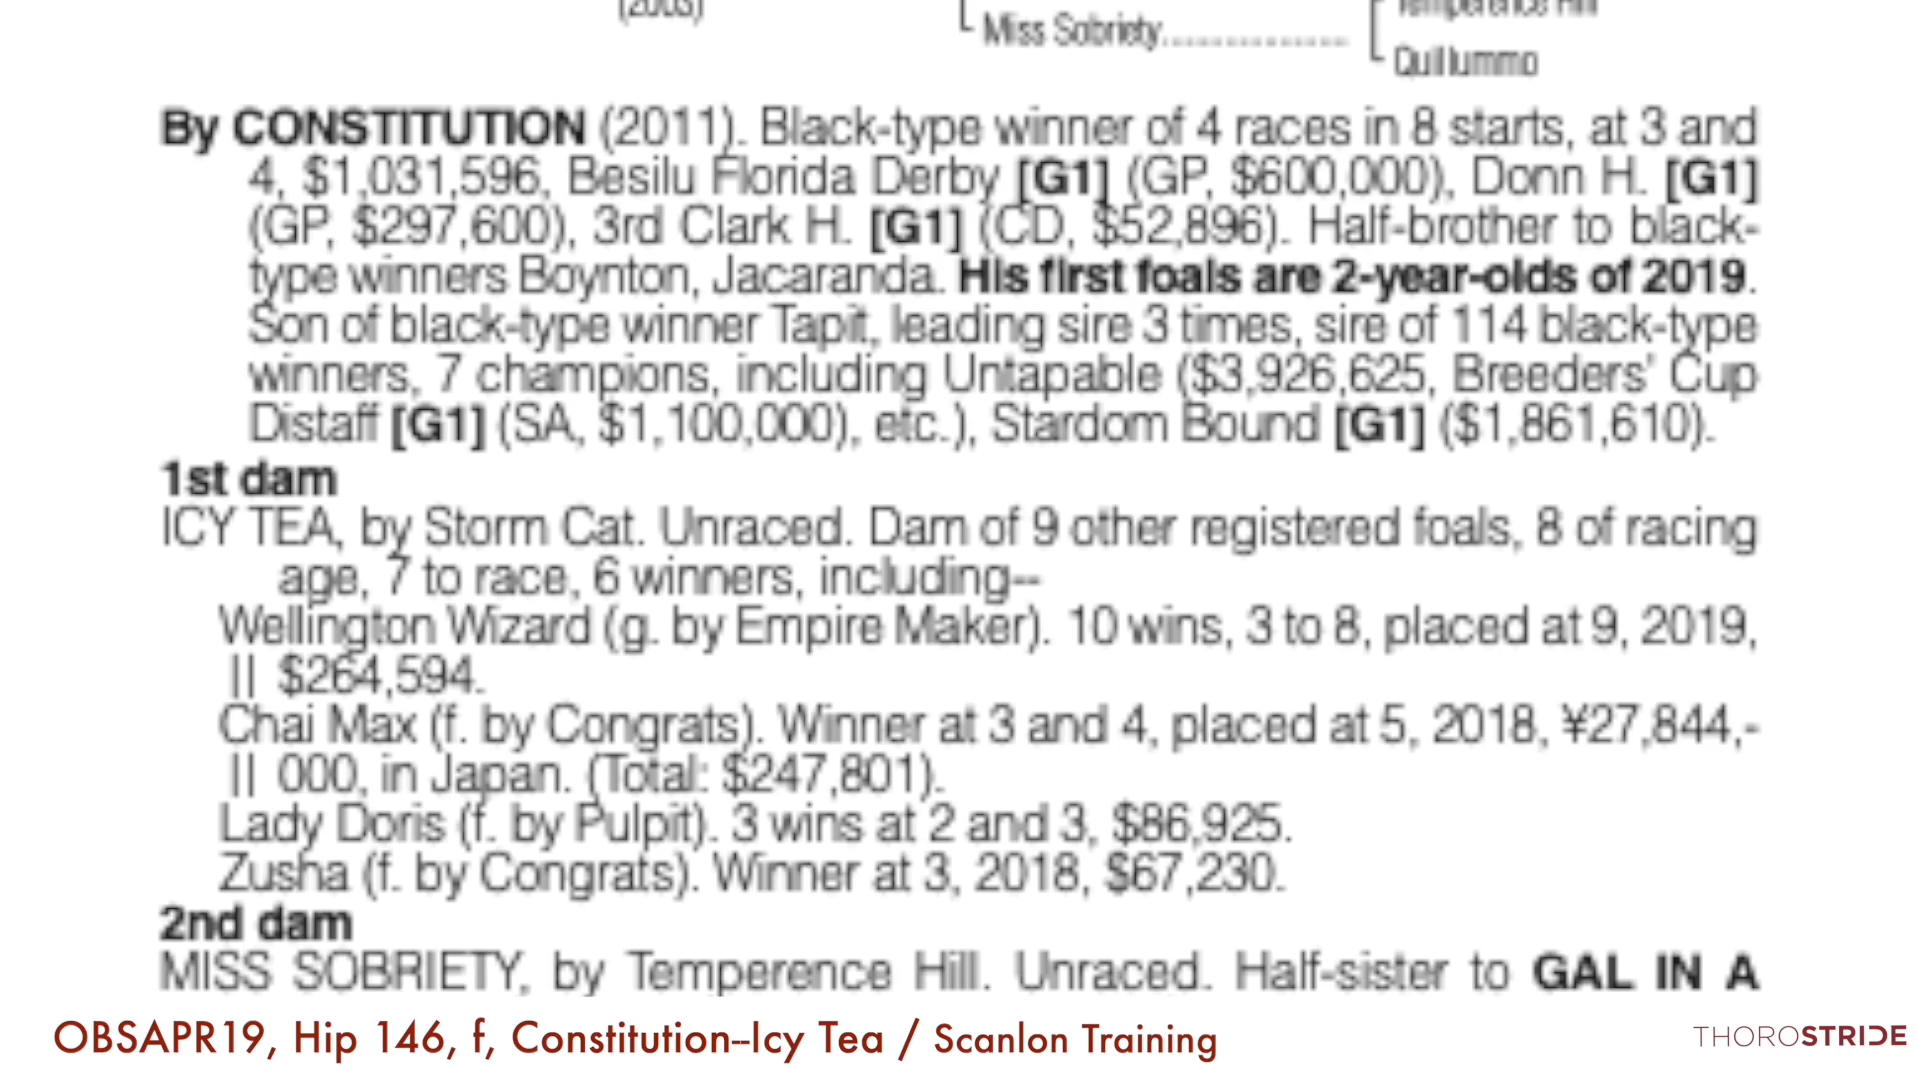 (2003)
Miss Sobriety
Temperence Hill
Quillummo
By CONSTITUTION (2011). Black-type winner of 4 races in 8 starts, at 3 and
4, $1,031,596, Besilu Florida Derby [G1] (GP, $600,000), Donn H. [G1]
(GP, $297,600), 3rd Clark H. [G1] (CD, $52,896). Half-brother to black-
type winners Boynton, Jacaranda. His first foals are 2-year-olds of 2019.
Son of black-type winner Tapit, leading sire 3 times, sire of 114 black-type
winners, 7 champions, including Untapable ($3,926,625, Breeders' Cup
Distaff [G1] (SA, $1,100,000), etc.), Stardom Bound [G1] ($1,861,610).
1st dam
ICY TEA, by Storm Cat. Unraced. Dam of 9 other registered foals, 8 of racing
age, 7 to race, 6 winners, including--
Wellington Wizard (g. by Empire Maker). 10 wins, 3 to 8, placed at 9, 2019,
|| $264,594.
Chai Max (f. by Congrats). Winner at 3 and 4, placed at 5, 2018, ¥27,844,-
|| 000, in Japan. (Total: $247,801).
Lady Doris (f. by Pulpit). 3 wins at 2 and 3, $86,925.
Zusha (f. by Congrats). Winner at 3, 2018, $67,230.
2nd dam
MISS SOBRIETY, by Temperence Hill. Unraced. Half-sister to GAL IN A
OBSAPR19, Hip 146, f, Constitution--Icy Tea / Scanlon Training
THOROSTRIDE